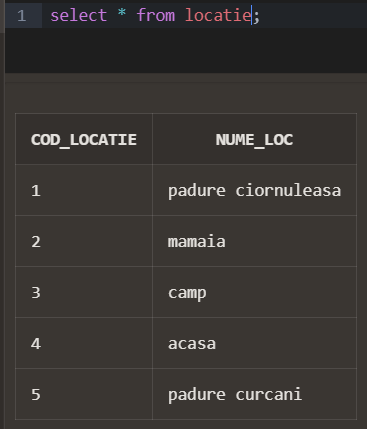 1 select * from locatie;
COD_LOCATIE NUME_LOC
1 padure ciornuleasa
2 mamaia
3 camp
4 acasa
5 padure curcani